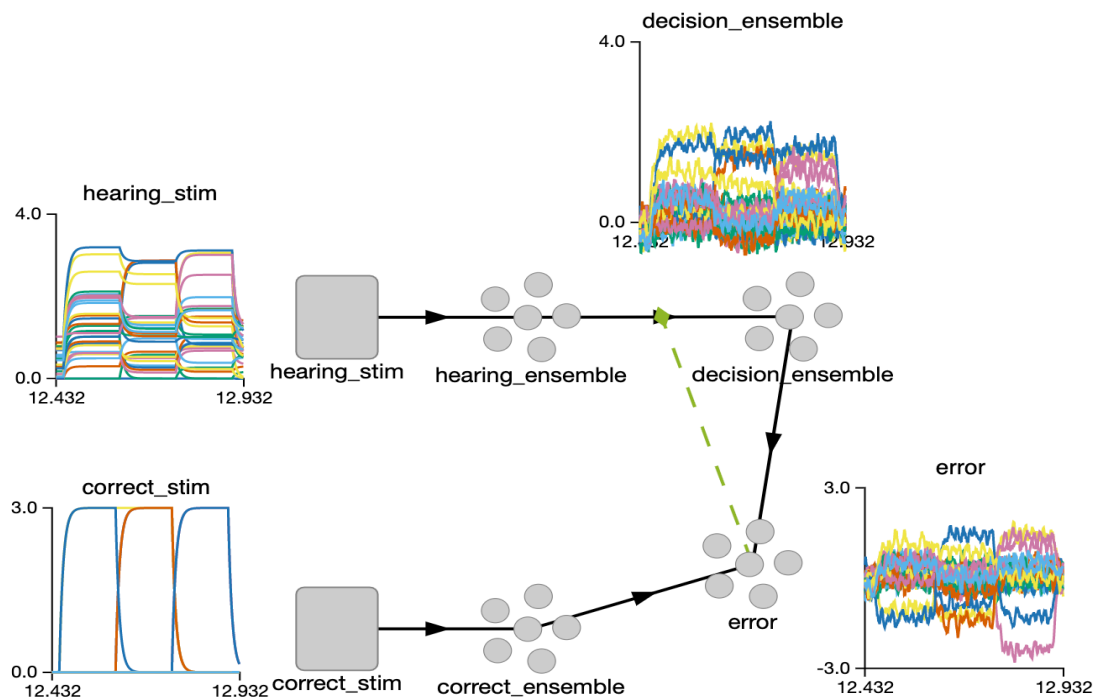 decision_ensemble
4.0
0.0
12.932
hearing_stim
4.0
0.0
12.432
12.932
hearing_stim
hearing_ensemble
decision_ensemble
correct_stim
3.0
0.0
12.432
12.932
correct_stim
correct_ensemble
error
error
3.0
-3.0
12.432
12.932